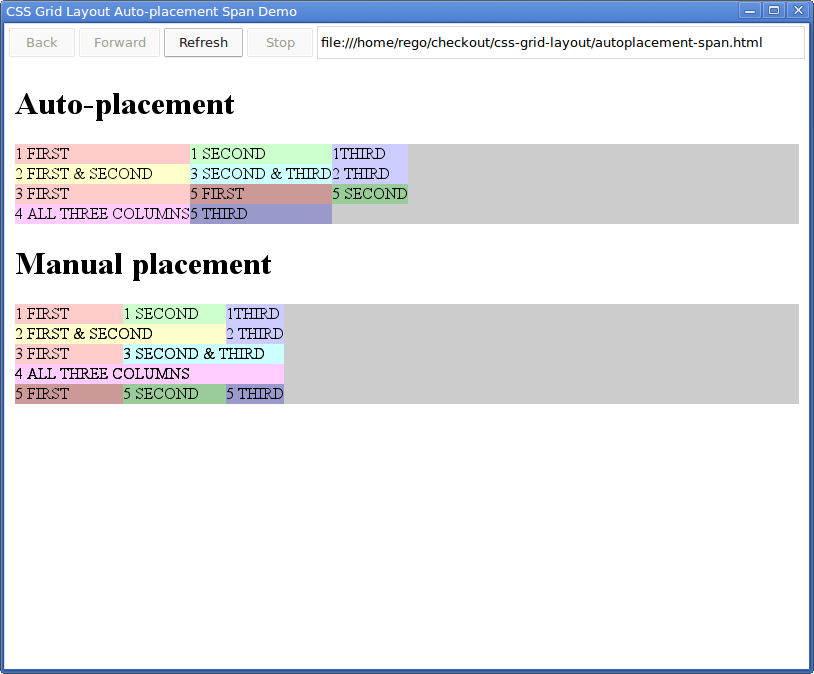 CSS Grid Layout Auto-placement Span Demo
Back Forward Refresh Stop file:///home/rego/checkout/css-grid-layout/autoplacement-span.html
Auto-placement
1 FIRST 1 SECOND 1THIRD
2 FIRST & SECOND 3 SECOND & THIRD 2 THIRD
3 FIRST 5 FIRST 5 SECOND
4 ALL THREE COLUMNS 5 THIRD
Manual placement
1 FIRST 1 SECOND 1THIRD
2 FIRST & SECOND 2 THIRD
3 FIRST 3 SECOND & THIRD
4 ALL THREE COLUMNS
5 FIRST 5 SECOND 5 THIRD